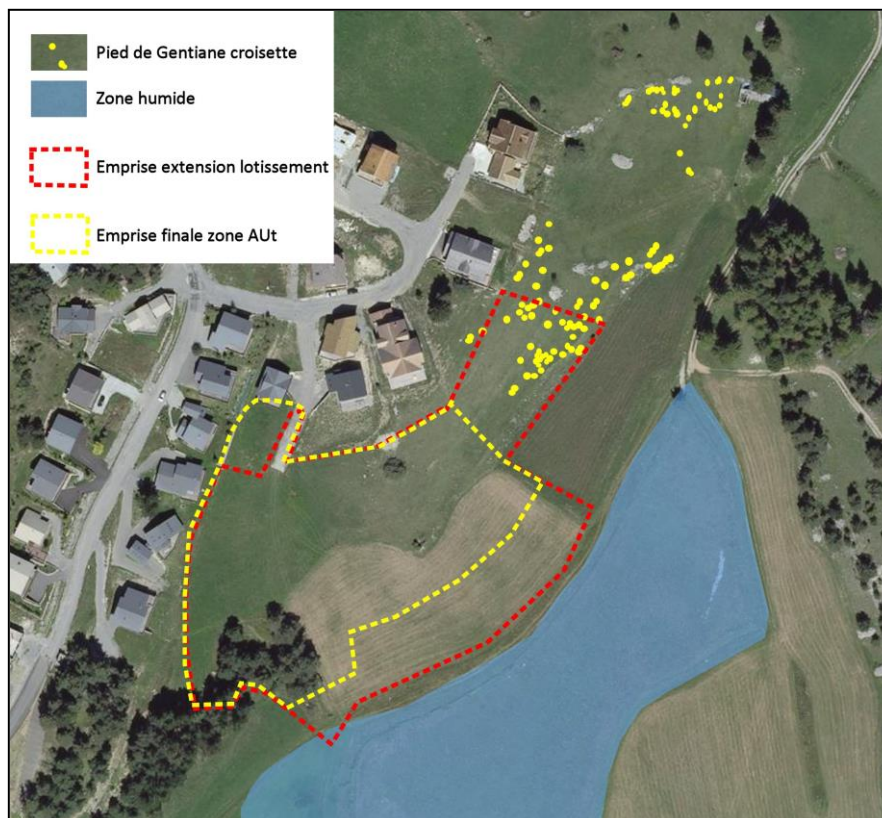 Pied de Gentiane croisette
Zone humide
Emprise extension lotissement
Emprise finale zone AUt